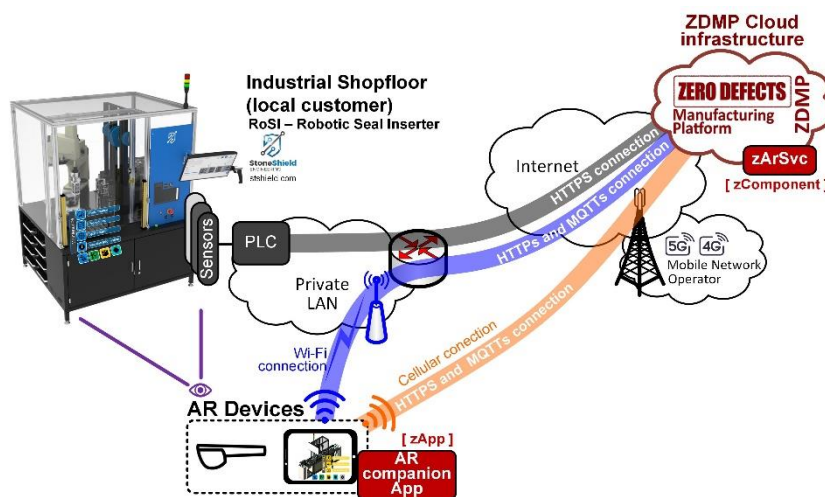 ZDMP Cloud
infrastructure
ZERO DEFECTS
Manufacturing
Platform
ZDMP
zArSvc
[ zComponent ]
Industrial Shopfloor
(local customer)
RoSI – Robotic Seal Inserter
StoneShield
stshield.com
Internet
HTTPS connection
HTTPs and MQTTs connection
5G
4G
Mobile Network
Operator
Sensors
PLC
Private
LAN
Wi-Fi
connection
Cellular conection
HTTPS and MQTTs connection
AR Devices
[ zApp ]
AR
companion
App